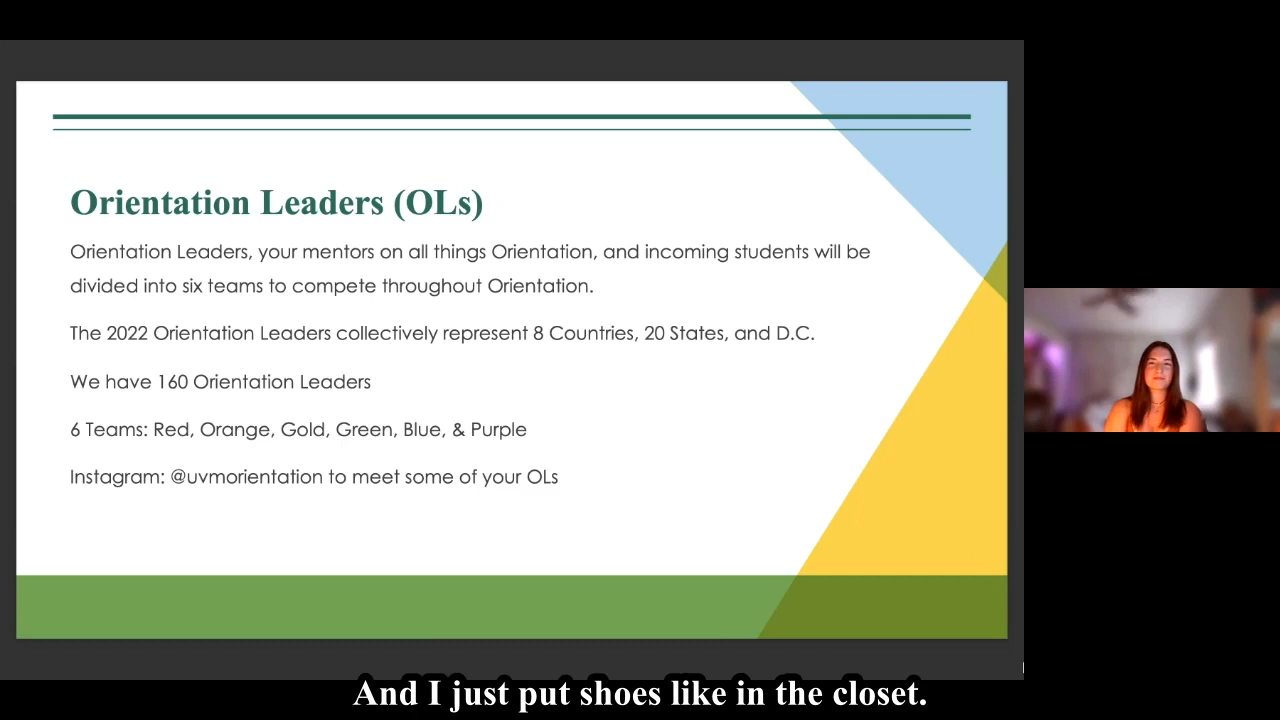 Orientation Leaders (OLs)
Orientation Leaders, your mentors on all things Orientation, and incoming students will be
divided into six teams to compete throughout Orientation.
The 2022 Orientation Leaders collectively represent 8 Countries, 20 States, and D.C.
We have 160 Orientation Leaders
6 Teams: Red, Orange, Gold, Green, Blue, & Purple
Instagram: @uvmorientation to meet some of your OLs
And I just put shoes like in the closet.